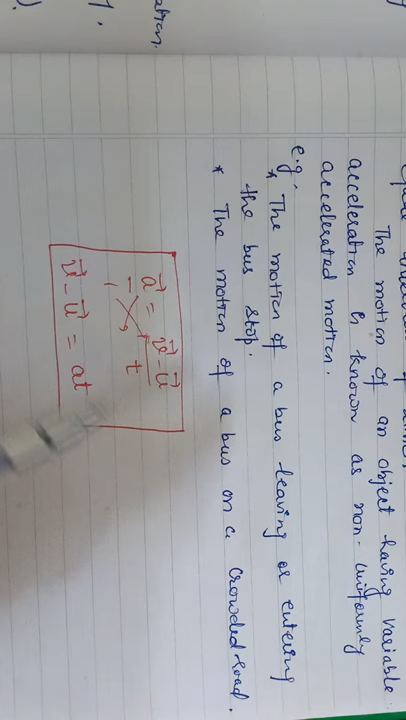 The motion of an object having variable
acceleration is known as non-uniformly
accelerated motion.
e.g. * The motion of a bus leaving or entering
the bus stop.
* The motion of a bus on a crowded road.
a⃗ = v⃗ - u⃗
1 t
v⃗ - u⃗ = at